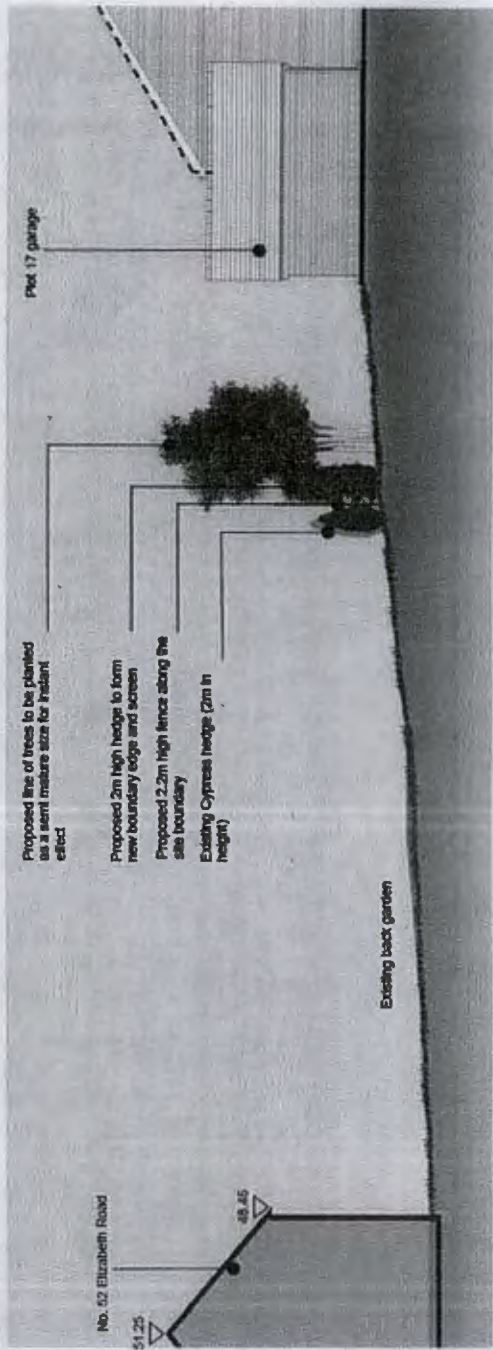 No. 52 Elizabeth Road
51.25
48.45
Existing back garden
Proposed line of trees to be planted
as a semi mature size for instant
effect
Proposed 2m high hedge to form
new boundary edge and screen
Proposed 2.2m high fence along the
site boundary
Existing Cypress hedge (2m in
height)
Plot 17 garage